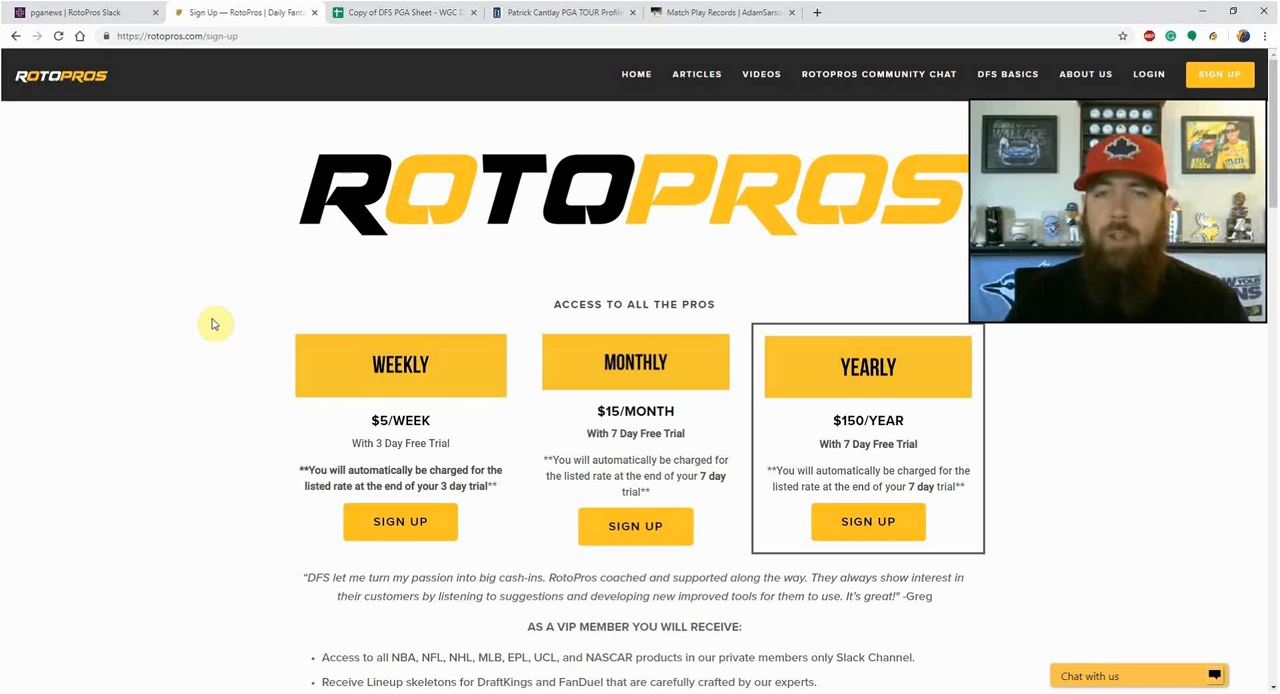 pganews | RotoPros Slack
Sign Up — RotoPros | Daily Fanta
Copy of DFS PGA Sheet - WGC D
Patrick Cantlay PGA TOUR Profile
Match Play Records | AdamSarso
https://rotopros.com/sign-up
ROTOPROS
HOME
ARTICLES
VIDEOS
ROTOPROS COMMUNITY CHAT
DFS BASICS
ABOUT US
LOGIN
SIGN UP
WALLACE
KYLE BUSCH
ROTOPROS
ACCESS TO ALL THE PROS
WEEKLY
$5/WEEK
With 3 Day Free Trial
**You will automatically be charged for the
listed rate at the end of your 3 day trial**
SIGN UP
MONTHLY
$15/MONTH
With 7 Day Free Trial
**You will automatically be charged for
the listed rate at the end of your 7 day
trial**
SIGN UP
YEARLY
$150/YEAR
With 7 Day Free Trial
**You will automatically be charged for the
listed rate at the end of your 7 day trial**
SIGN UP
“DFS let me turn my passion into big cash-ins. RotoPros coached and supported along the way. They always show interest in
their customers by listening to suggestions and developing new improved tools for them to use. It’s great!” -Greg
AS A VIP MEMBER YOU WILL RECEIVE:
• Access to all NBA, NFL, NHL, MLB, EPL, UCL, and NASCAR products in our private members only Slack Channel.
• Receive Lineup skeletons for DraftKings and FanDuel that are carefully crafted by our experts.
Chat with us